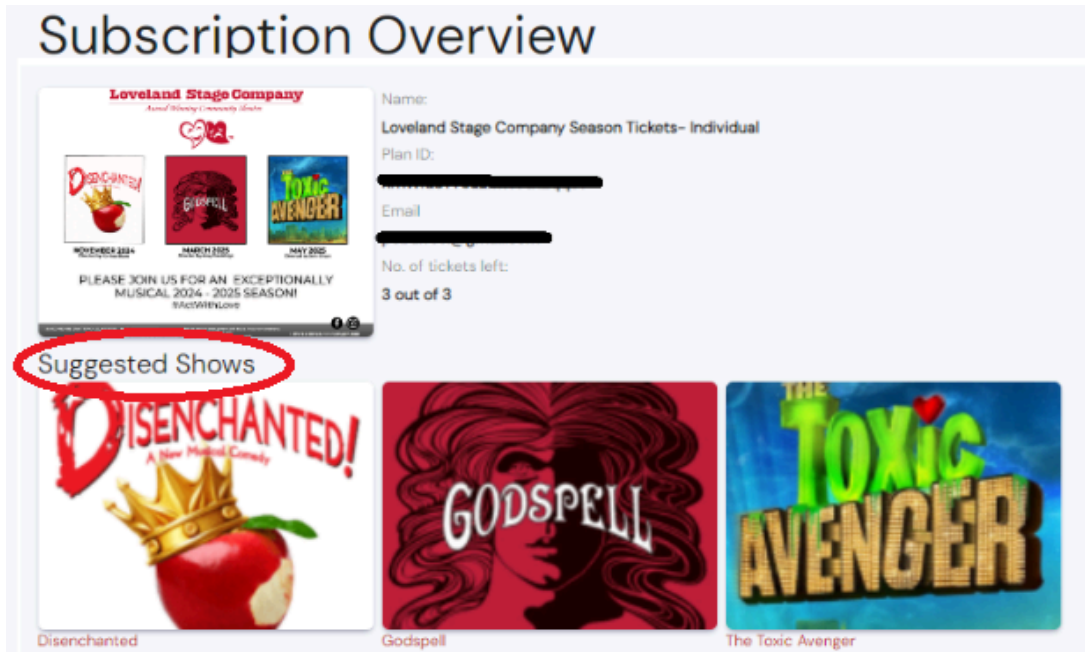 Subscription Overview
Loveland Stage Company
Award Winning Community Theatre
DISENCHANTED!
GODSPELL
THE
TOXIC
AVENGER
NOVEMBER 2024
MARCH 2025
MAY 2025
PLEASE JOIN US FOR AN EXCEPTIONALLY
MUSICAL 2024 - 2025 SEASON!
#ActWithLove
Name:
Loveland Stage Company Season Tickets- Individual
Plan ID:
Email
No. of tickets left:
3 out of 3
Suggested Shows
DISENCHANTED!
A New Musical Comedy
GODSPELL
THE
TOXIC
AVENGER
Disenchanted
Godspell
The Toxic Avenger